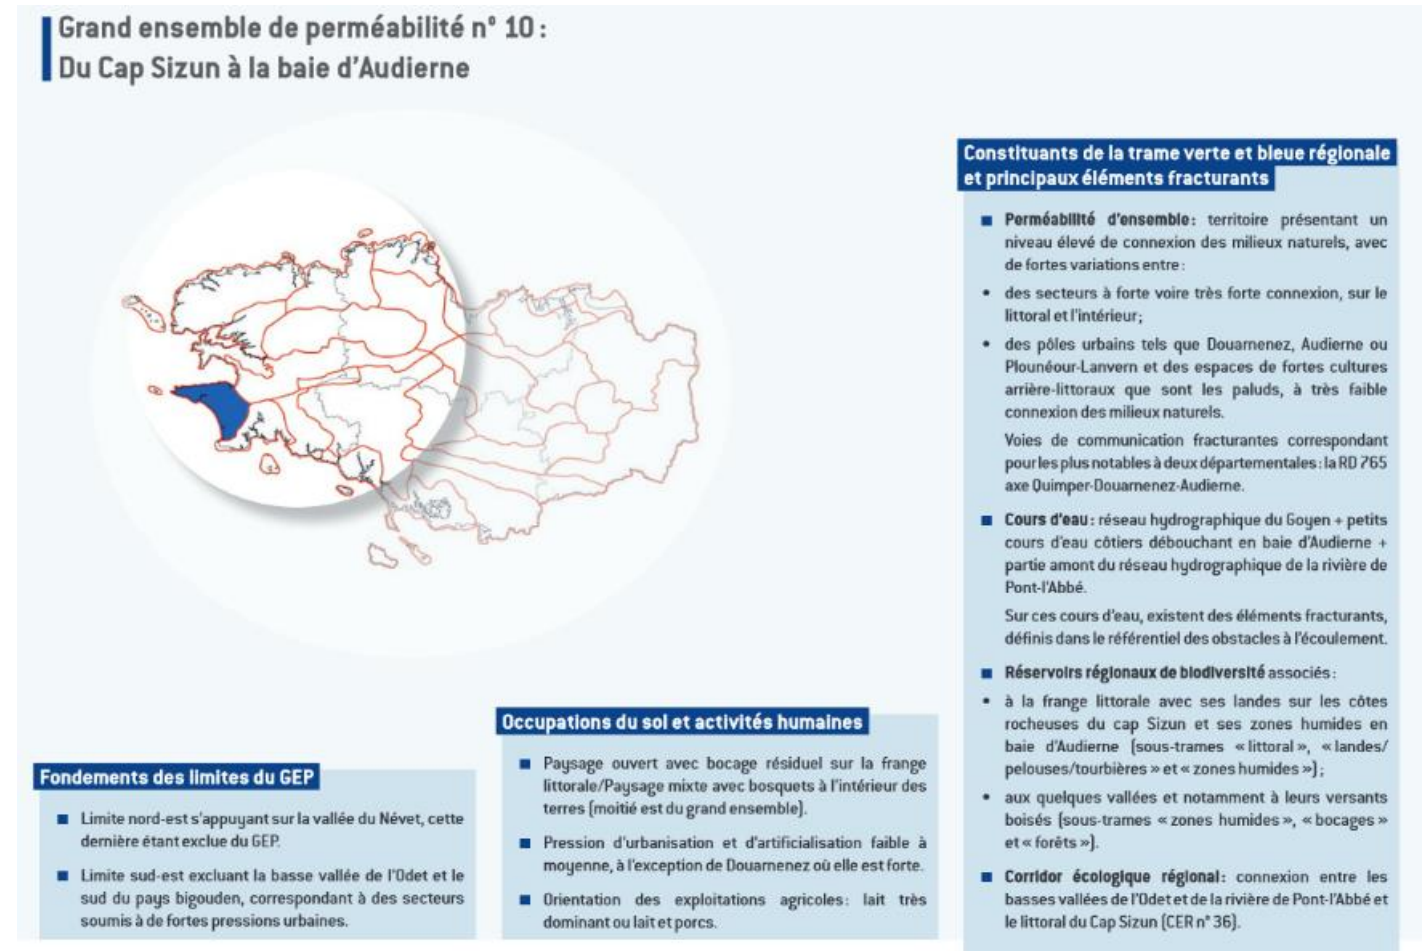 Grand ensemble de perméabilité n° 10 :
Du Cap Sizun à la baie d'Audierne
Fondements des limites du GEP
■ Limite nord-est s'appuyant sur la vallée du Névet, cette
dernière étant exclue du GEP.
■ Limite sud-est excluant la basse vallée de l'Odet et le
sud du pays bigouden, correspondant à des secteurs
soumis à de fortes pressions urbaines.
Occupations du sol et activités humaines
■ Paysage ouvert avec bocage résiduel sur la frange
littorale/Paysage mixte avec bosquets à l'intérieur des
terres (moitié est du grand ensemble).
■ Pression d'urbanisation et d'artificialisation faible à
moyenne, à l'exception de Douarnenez où elle est forte.
■ Orientation des exploitations agricoles : lait très
dominant ou lait et porcs.
Constituants de la trame verte et bleue régionale
et principaux éléments fracturants
■ Perméabilité d'ensemble : territoire présentant un
niveau élevé de connexion des milieux naturels, avec
de fortes variations entre :
• des secteurs à forte voire très forte connexion, sur le
littoral et l'intérieur ;
• des pôles urbains tels que Douarnenez, Audierne ou
Plounéour-Lanvern et des espaces de fortes cultures
arrière-littoraux que sont les paluds, à très faible
connexion des milieux naturels.
Voies de communication fracturantes correspondant
pour les plus notables à deux départementales : la RD 765
axe Quimper-Douarnenez-Audierne.
■ Cours d'eau : réseau hydrographique du Goyen + petits
cours d'eau côtiers débouchant en baie d'Audierne +
partie amont du réseau hydrographique de la rivière de
Pont-l'Abbé.
Sur ces cours d'eau, existent des éléments fracturants,
définis dans le référentiel des obstacles à l'écoulement.
■ Réservoirs régionaux de biodiversité associés :
• à la frange littorale avec ses landes sur les côtes
rocheuses du cap Sizun et ses zones humides en
baie d'Audierne (sous-trames « littoral », « landes/
pelouses/tourbières » et « zones humides ») ;
• aux quelques vallées et notamment à leurs versants
boisés (sous-trames « zones humides », « bocages »
et « forêts »).
■ Corridor écologique régional : connexion entre les
basses vallées de l'Odet et de la rivière de Pont-l'Abbé et
le littoral du Cap Sizun (CER n° 36).